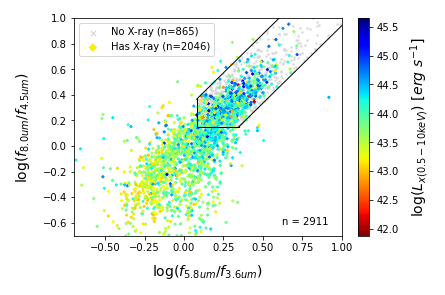 1.0
0.8
0.6
0.4
0.2
0.0
−0.2
−0.4
−0.6
log(f8.0um/f4.5um)
No X-ray (n=865)
Has X-ray (n=2046)
n = 2911
−0.50 −0.25 0.00 0.25 0.50 0.75 1.00
log(f5.8um/f3.6um)
45.5
45.0
44.5
44.0
43.5
43.0
42.5
42.0
log(Lx(0.5−10keV)) [erg s⁻¹]